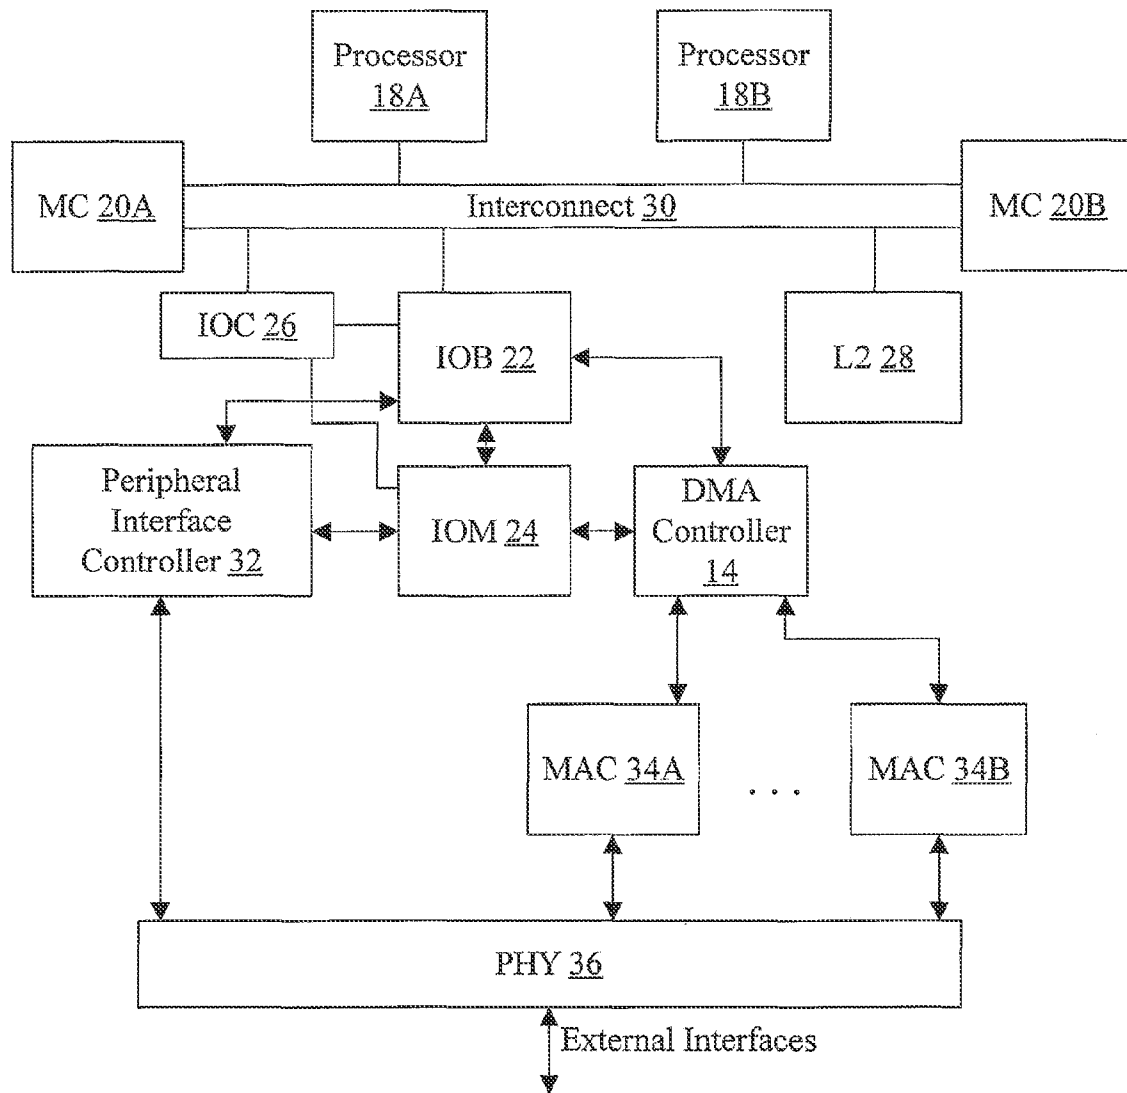 Processor
18A
Processor
18B
MC 20A
Interconnect 30
MC 20B
IOC 26
IOB 22
L2 28
Peripheral
Interface
Controller 32
IOM 24
DMA
Controller
14
MAC 34A
. . .
MAC 34B
PHY 36
External Interfaces